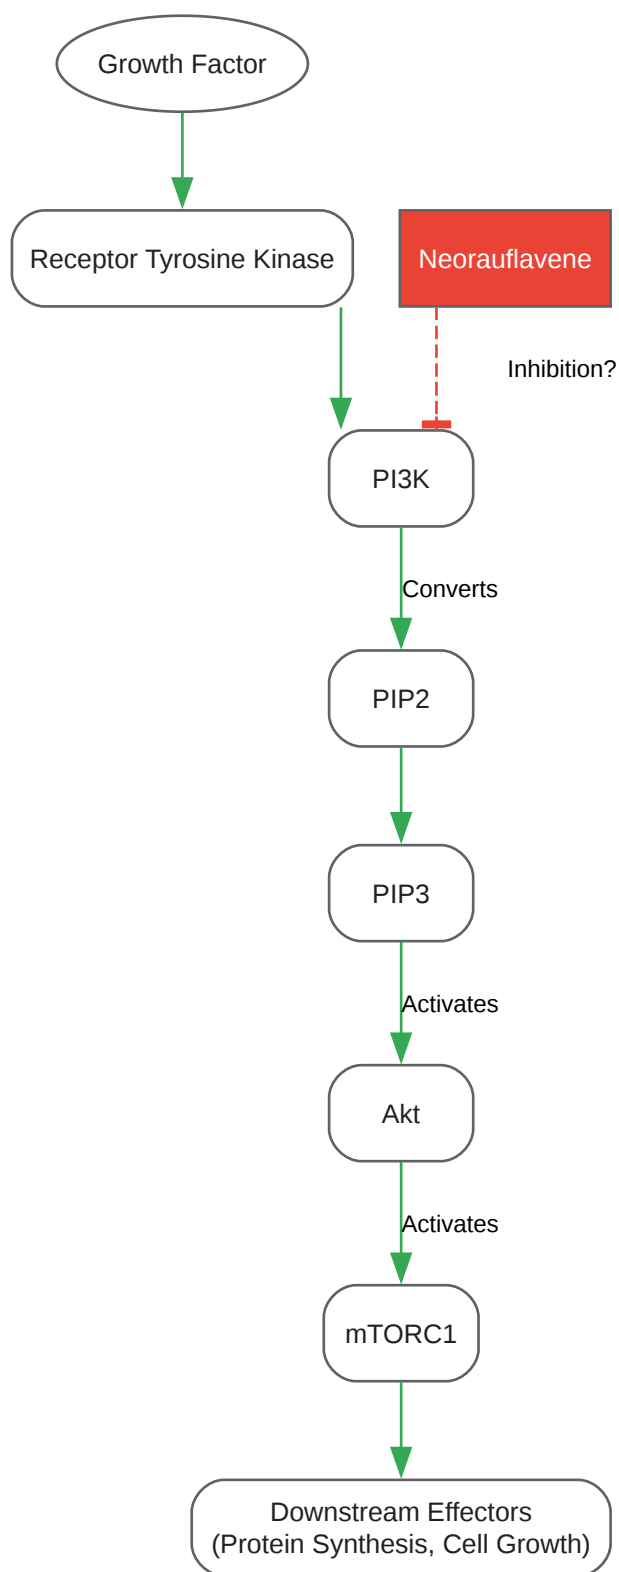 Growth Factor
Receptor Tyrosine Kinase
Neorauflavene
Inhibition?
PI3K
Converts
PIP2
PIP3
Activates
Akt
Activates
mTORC1
Downstream Effectors
(Protein Synthesis, Cell Growth)